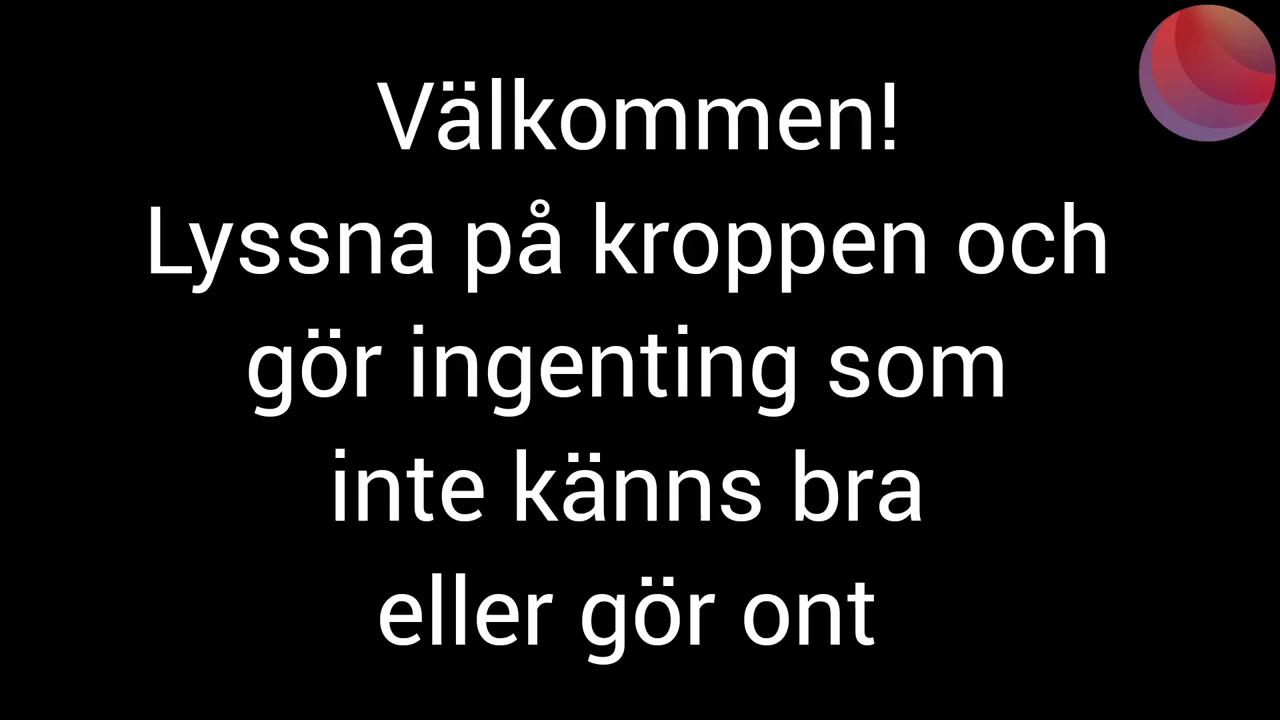 Välkommen!
Lyssna på kroppen och
gör ingenting som
inte känns bra
eller gör ont